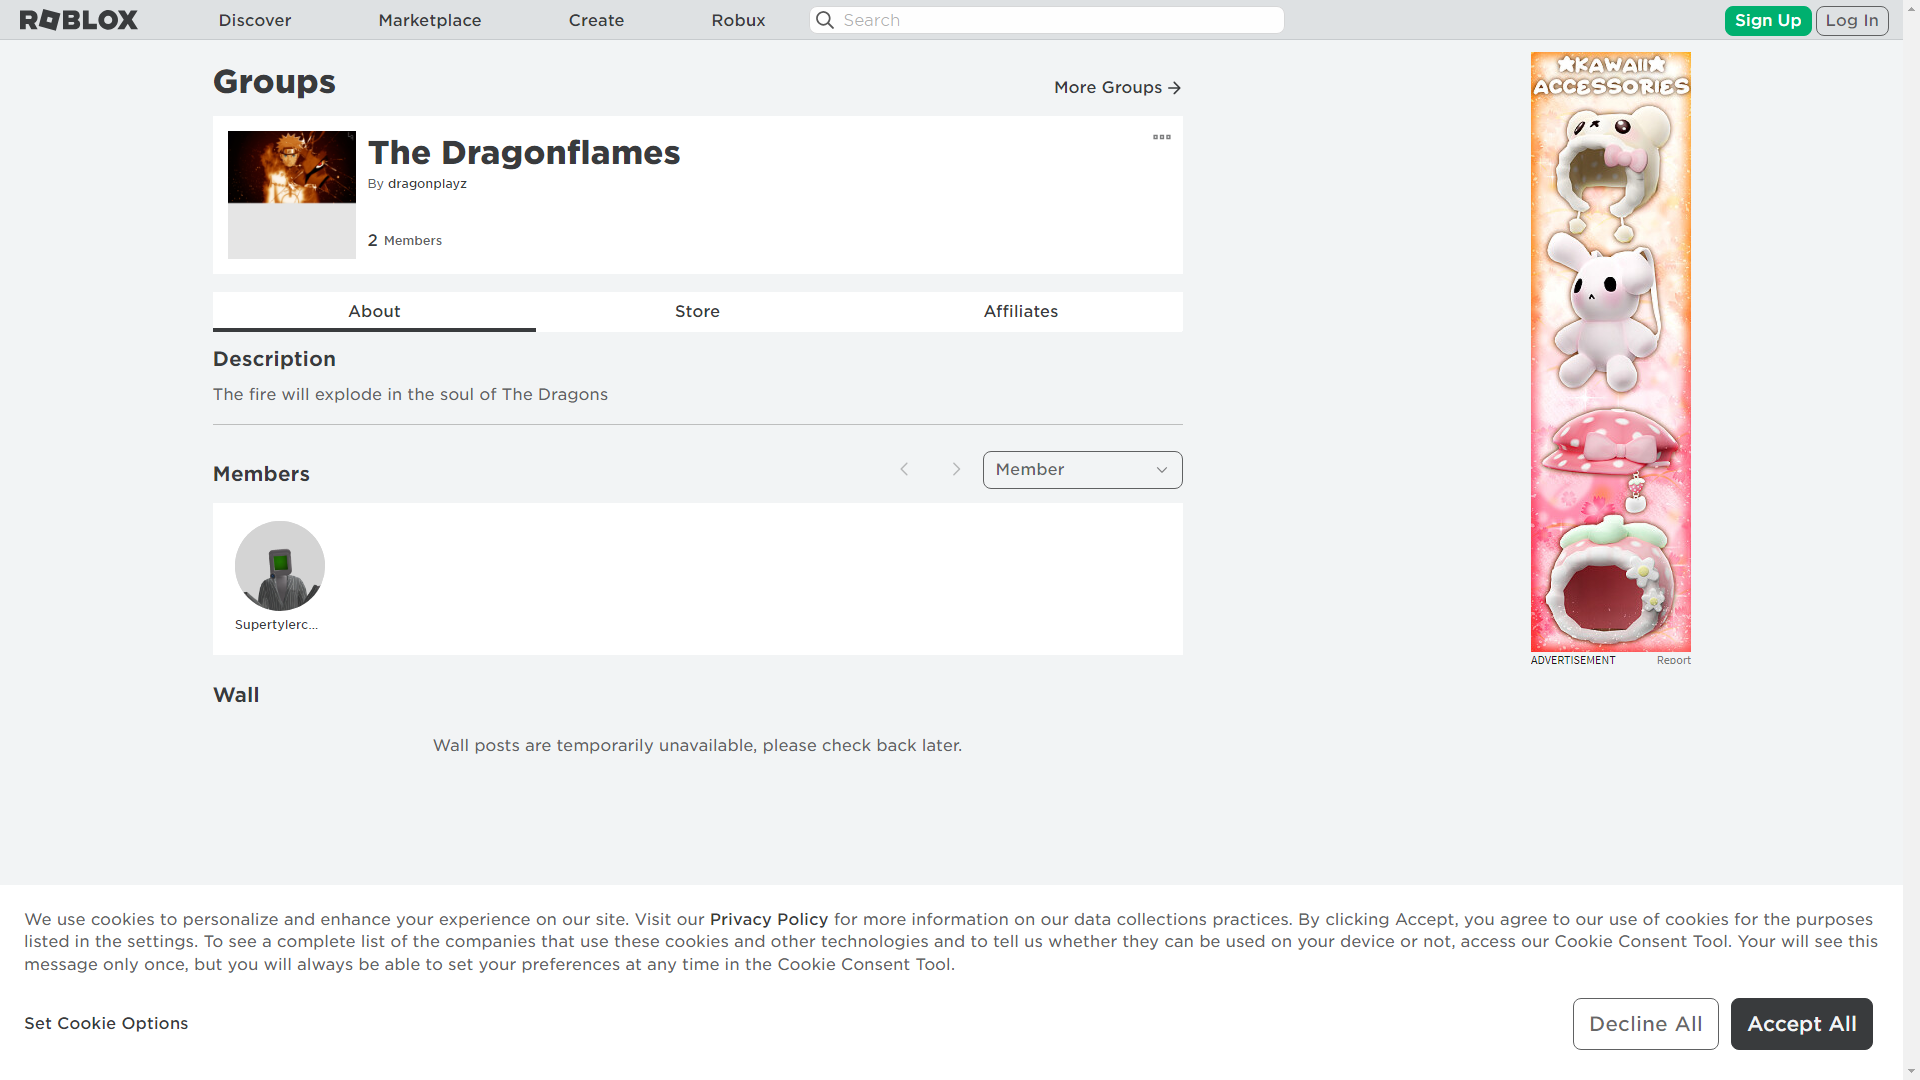 ROBLOX
Discover
Marketplace
Create
Robux
Search
Sign Up
Log In
Groups
More Groups
The Dragonflames
By dragonplayz
2 Members
About
Store
Affiliates
Description
The fire will explode in the soul of The Dragons
Members
Member
Supertylerc...
Wall
Wall posts are temporarily unavailable, please check back later.
★KAWAII★
ACCESSORIES
ADVERTISEMENT
Report
We use cookies to personalize and enhance your experience on our site. Visit our Privacy Policy for more information on our data collections practices. By clicking Accept, you agree to our use of cookies for the purposes
listed in the settings. To see a complete list of the companies that use these cookies and other technologies and to tell us whether they can be used on your device or not, access our Cookie Consent Tool. Your will see this
message only once, but you will always be able to set your preferences at any time in the Cookie Consent Tool.
Set Cookie Options
Decline All
Accept All